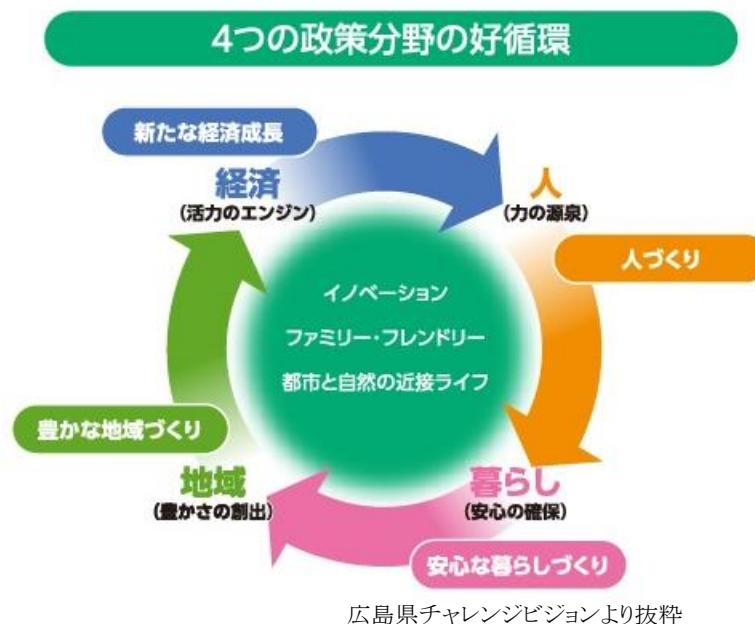 4つの政策分野の好循環
新たな経済成長
経済
(活力のエンジン)
人
(力の源泉)
人づくり
イノベーション
ファミリー・フレンドリー
都市と自然の近接ライフ
豊かな地域づくり
地域
(豊かさの創出)
暮らし
(安心の確保)
安心な暮らしづくり
広島県チャレンジビジョンより抜粋